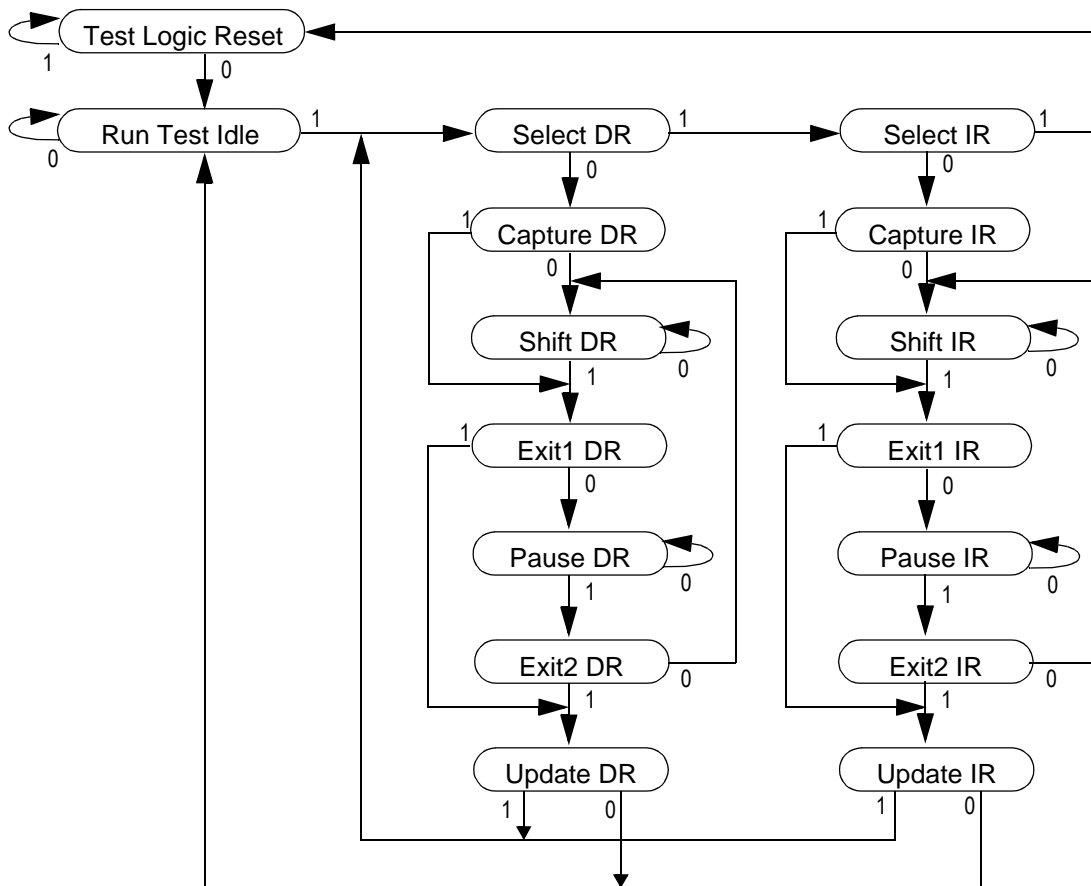 Test Logic Reset
1
0
Run Test Idle
1
Select DR
1
Select IR
1
0
0
0
1
Capture DR
1
Capture IR
0
0
Shift DR
Shift IR
0
0
1
1
1
Exit1 DR
1
Exit1 IR
0
0
Pause DR
Pause IR
0
0
1
1
Exit2 DR
Exit2 IR
0
0
1
1
Update DR
Update IR
1
0
1
0